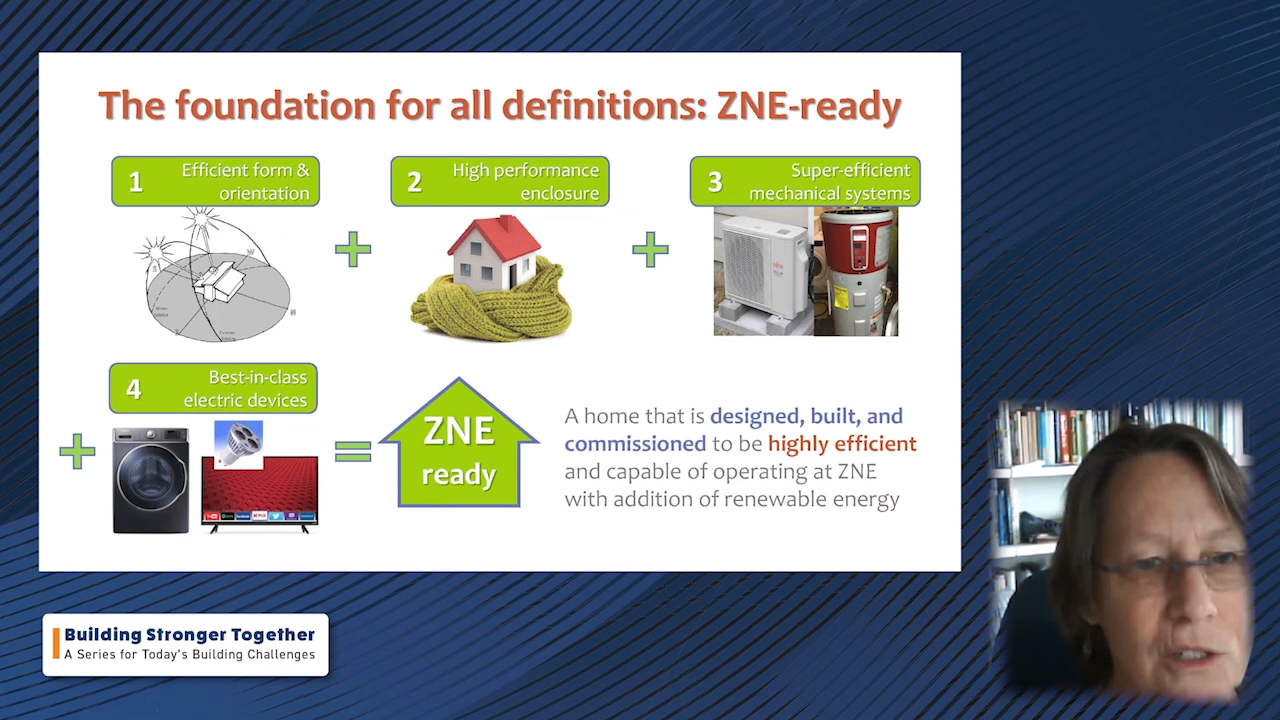 The foundation for all definitions: ZNE-ready
1
Efficient form &
orientation
2
High performance
enclosure
3
Super-efficient
mechanical systems
4
Best-in-class
electric devices
ZNE
ready
A home that is designed, built, and
commissioned to be highly efficient
and capable of operating at ZNE
with addition of renewable energy
Building Stronger Together
A Series for Today's Building Challenges